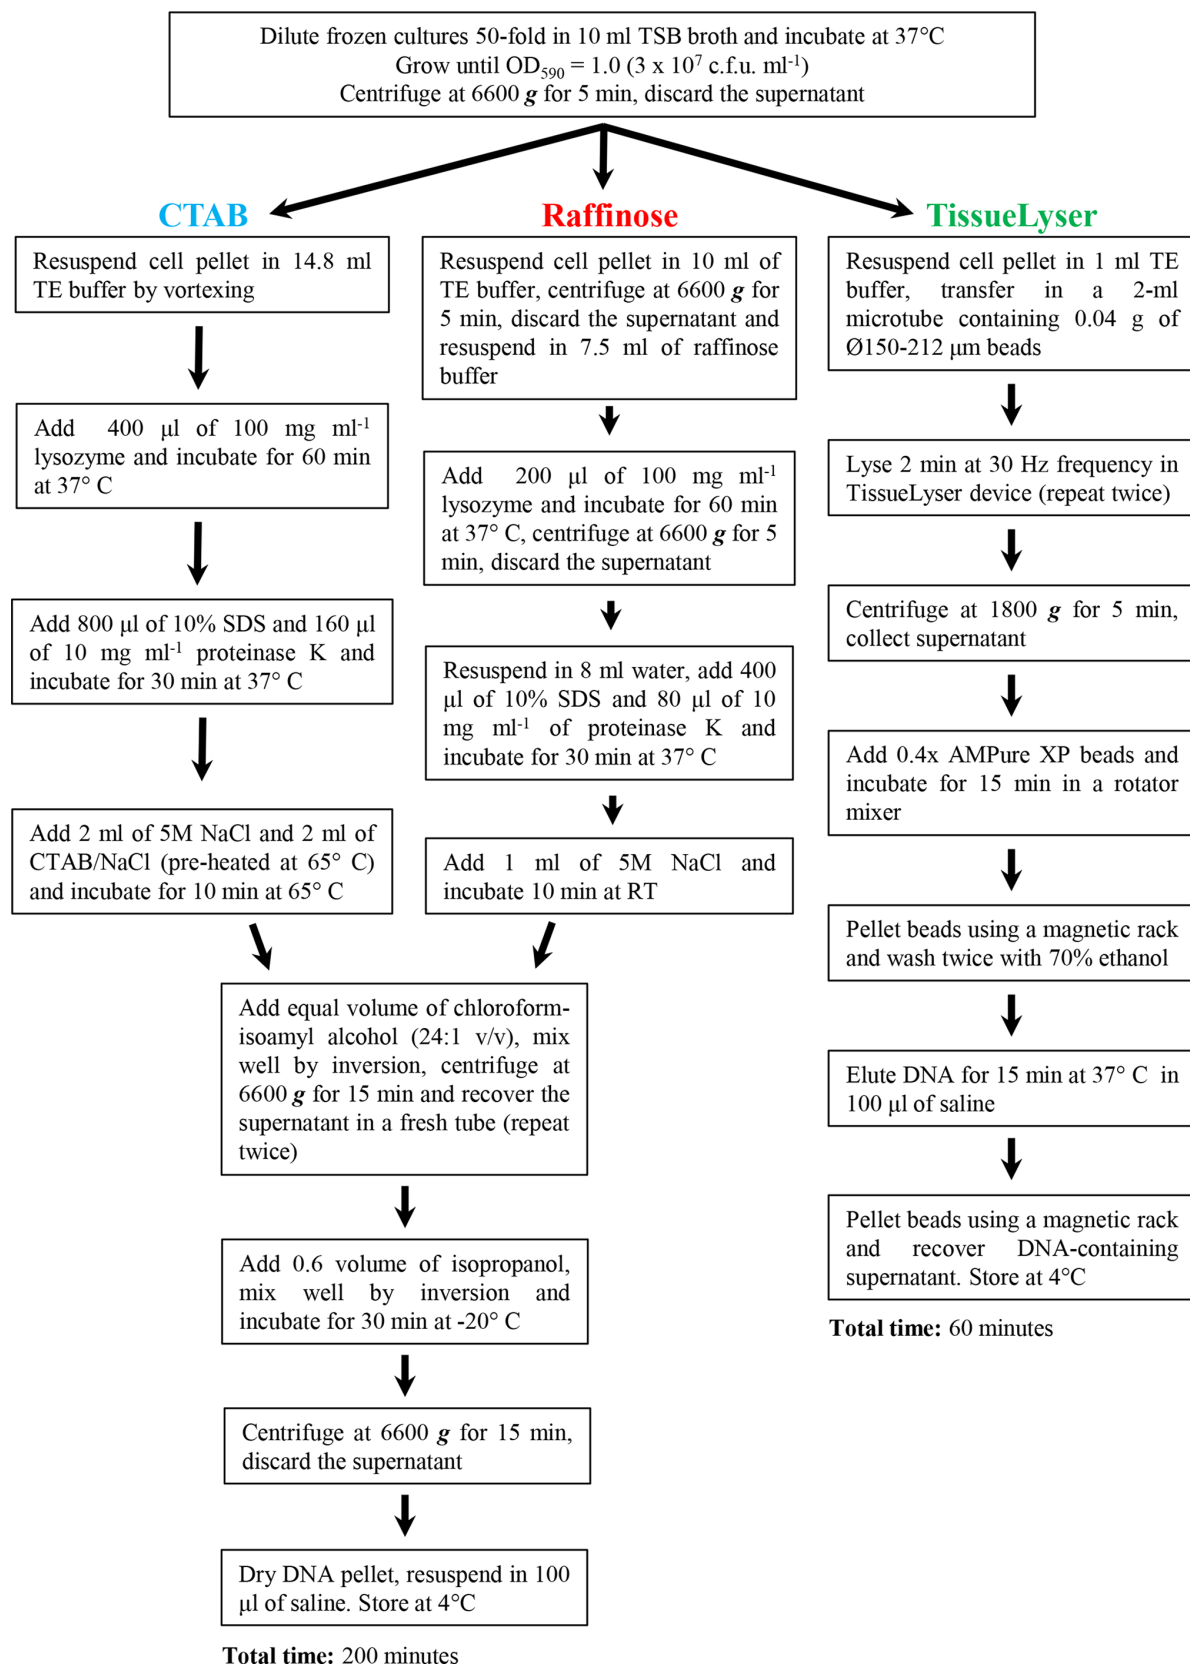 Dilute frozen cultures 50-fold in 10 ml TSB broth and incubate at 37°C
Grow until OD₅₉₀ = 1.0 (3 x 10⁷ c.f.u. ml⁻¹)
Centrifuge at 6600 g for 5 min, discard the supernatant
CTAB
Resuspend cell pellet in 14.8 ml
TE buffer by vortexing
Add 400 μl of 100 mg ml⁻¹
lysozyme and incubate for 60 min
at 37° C
Add 800 μl of 10% SDS and 160 μl
of 10 mg ml⁻¹ proteinase K and
incubate for 30 min at 37° C
Add 2 ml of 5M NaCl and 2 ml of
CTAB/NaCl (pre-heated at 65° C)
and incubate for 10 min at 65° C
Raffinose
Resuspend cell pellet in 10 ml of
TE buffer, centrifuge at 6600 g for
5 min, discard the supernatant and
resuspend in 7.5 ml of raffinose
buffer
Add 200 μl of 100 mg ml⁻¹
lysozyme and incubate for 60 min
at 37° C, centrifuge at 6600 g for 5
min, discard the supernatant
Resuspend in 8 ml water, add 400
μl of 10% SDS and 80 μl of 10
mg ml⁻¹ of proteinase K and
incubate for 30 min at 37° C
Add 1 ml of 5M NaCl and
incubate 10 min at RT
Add equal volume of chloroform-
isoamyl alcohol (24:1 v/v), mix
well by inversion, centrifuge at
6600 g for 15 min and recover the
supernatant in a fresh tube (repeat
twice)
Add 0.6 volume of isopropanol,
mix well by inversion and
incubate for 30 min at -20° C
Centrifuge at 6600 g for 15 min,
discard the supernatant
Dry DNA pellet, resuspend in 100
μl of saline. Store at 4°C
Total time: 200 minutes
TissueLyser
Resuspend cell pellet in 1 ml TE
buffer, transfer in a 2-ml
microtube containing 0.04 g of
Ø150-212 μm beads
Lyse 2 min at 30 Hz frequency in
TissueLyser device (repeat twice)
Centrifuge at 1800 g for 5 min,
collect supernatant
Add 0.4x AMPure XP beads and
incubate for 15 min in a rotator
mixer
Pellet beads using a magnetic rack
and wash twice with 70% ethanol
Elute DNA for 15 min at 37° C in
100 μl of saline
Pellet beads using a magnetic rack
and recover DNA-containing
supernatant. Store at 4°C
Total time: 60 minutes